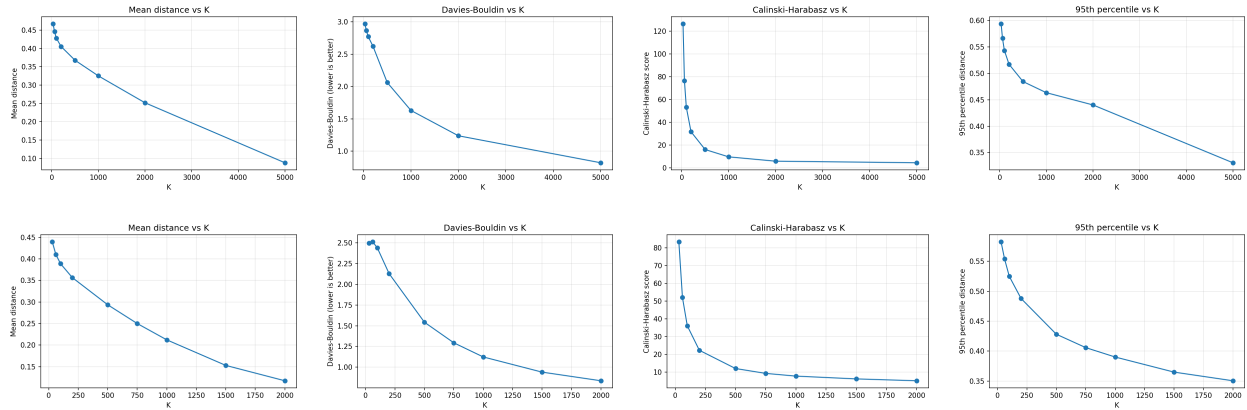 Mean distance vs K
Mean distance
0.45
0.40
0.35
0.30
0.25
0.20
0.15
0.10
0 1000 2000 3000 4000 5000
K
Davies-Bouldin vs K
Davies-Bouldin (lower is better)
3.0
2.5
2.0
1.5
1.0
0 1000 2000 3000 4000 5000
K
Calinski-Harabasz vs K
Calinski-Harabasz score
120
100
80
60
40
20
0
0 1000 2000 3000 4000 5000
K
95th percentile vs K
95th percentile distance
0.60
0.55
0.50
0.45
0.40
0.35
0 1000 2000 3000 4000 5000
K
Mean distance vs K
Mean distance
0.45
0.40
0.35
0.30
0.25
0.20
0.15
0 250 500 750 1000 1250 1500 1750 2000
K
Davies-Bouldin vs K
Davies-Bouldin (lower is better)
2.50
2.25
2.00
1.75
1.50
1.25
1.00
0 250 500 750 1000 1250 1500 1750 2000
K
Calinski-Harabasz vs K
Calinski-Harabasz score
80
70
60
50
40
30
20
10
0 250 500 750 1000 1250 1500 1750 2000
K
95th percentile vs K
95th percentile distance
0.55
0.50
0.45
0.40
0.35
0 250 500 750 1000 1250 1500 1750 2000
K